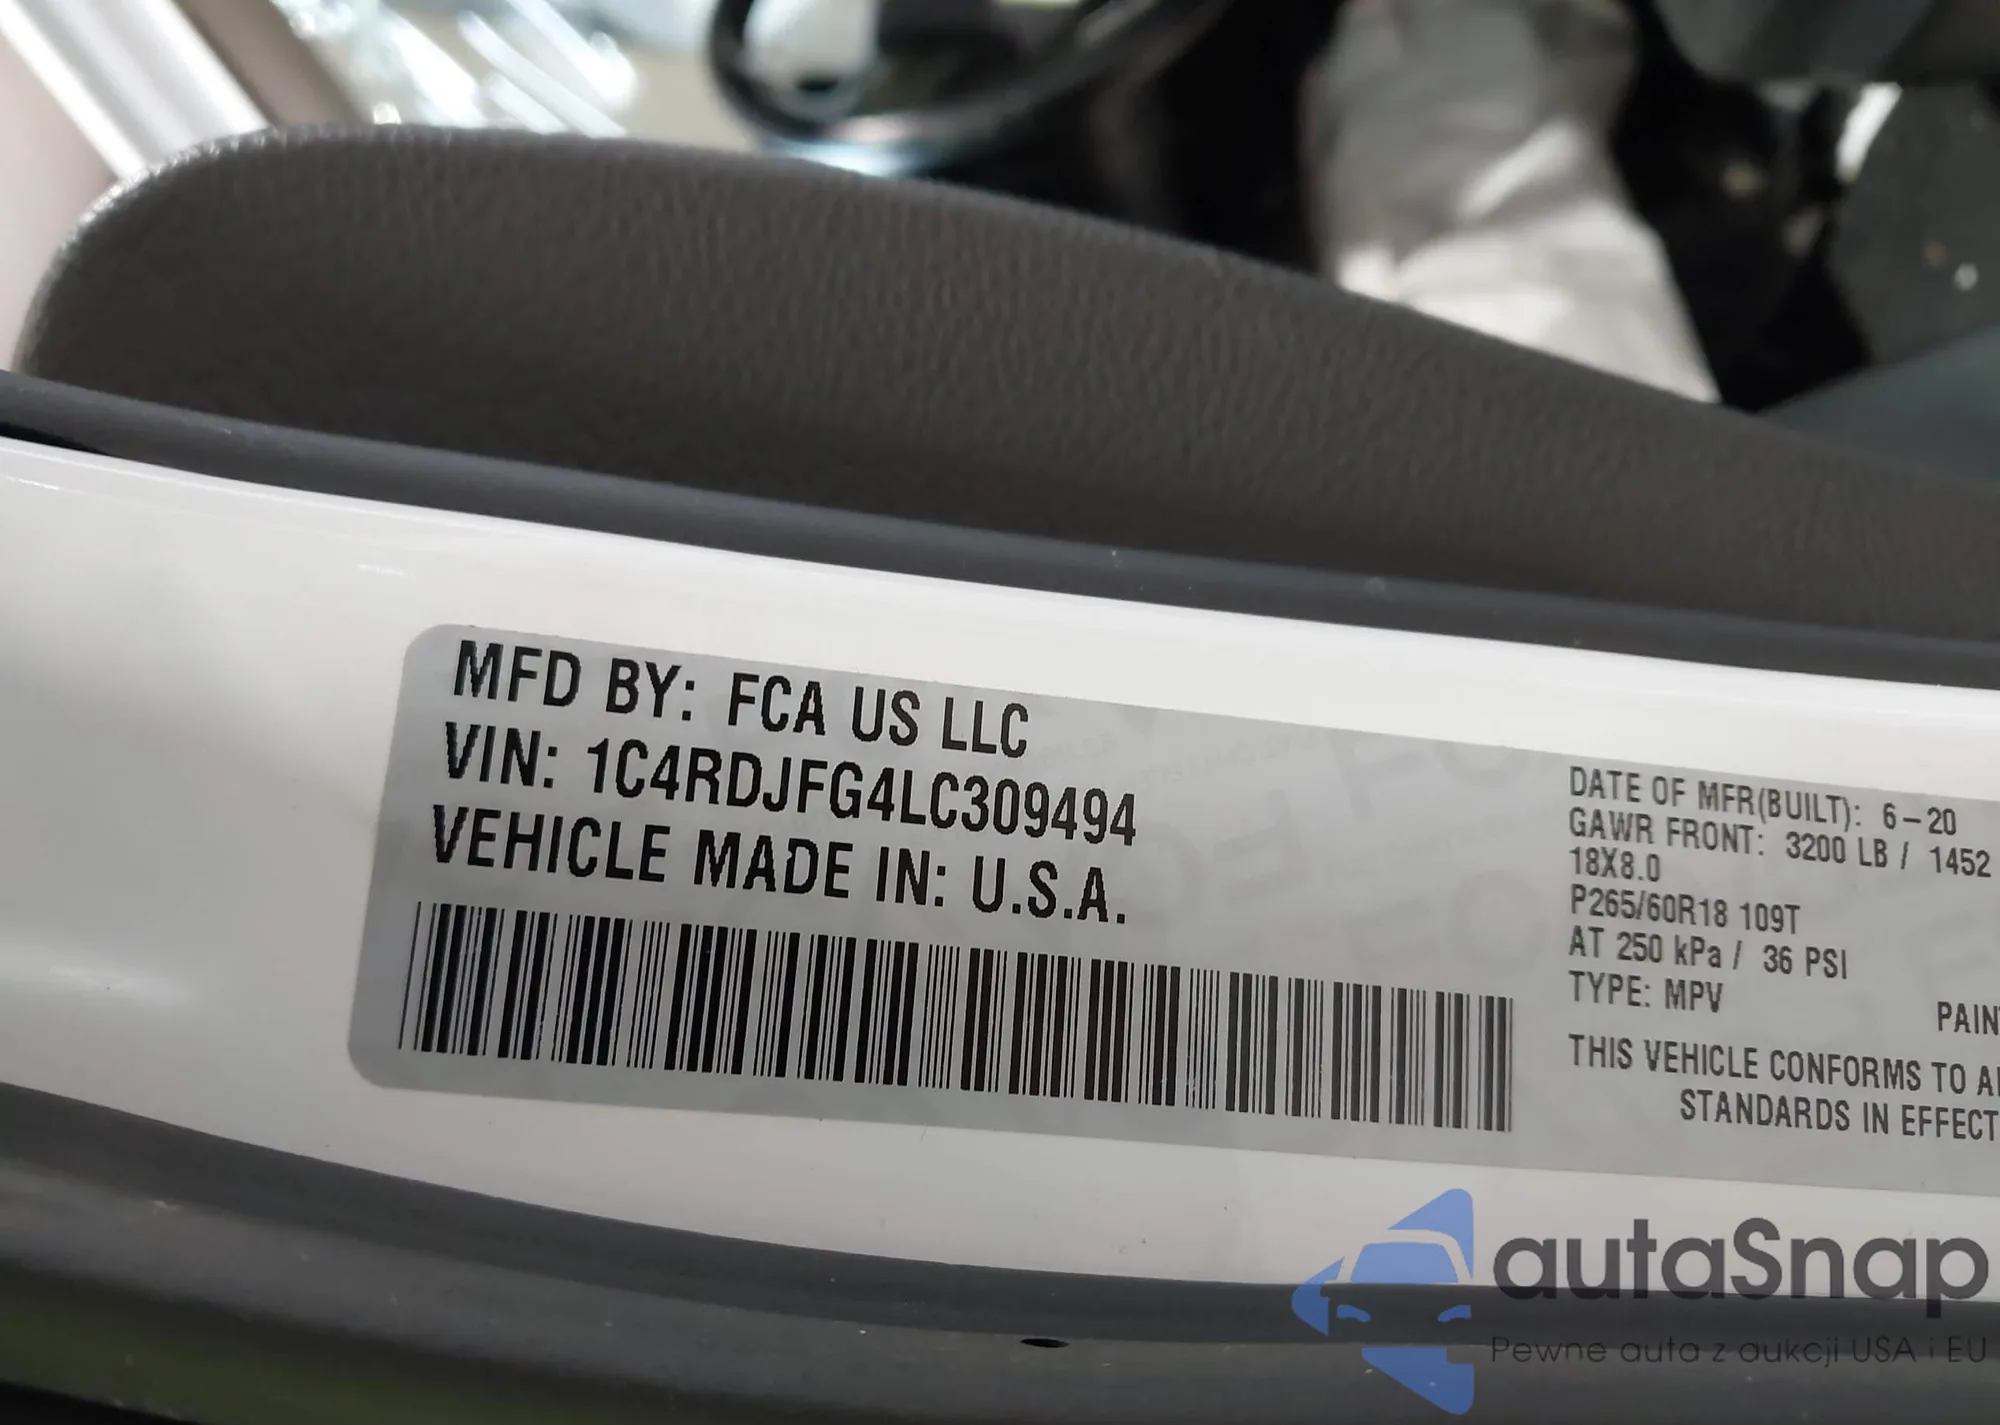 MFD BY: FCA US LLC
VIN: 1C4RDJFG4LC309494
VEHICLE MADE IN: U.S.A.
DATE OF MFR(BUILT): 6-20
GAWR FRONT: 3200 LB / 1452
18X8.0
P265/60R18 109T
AT 250 kPa / 36 PSI
TYPE: MPV
PAIN
THIS VEHICLE CONFORMS TO A
STANDARDS IN EFFECT
autaSnap
Pewne auta z aukcji USA i EU